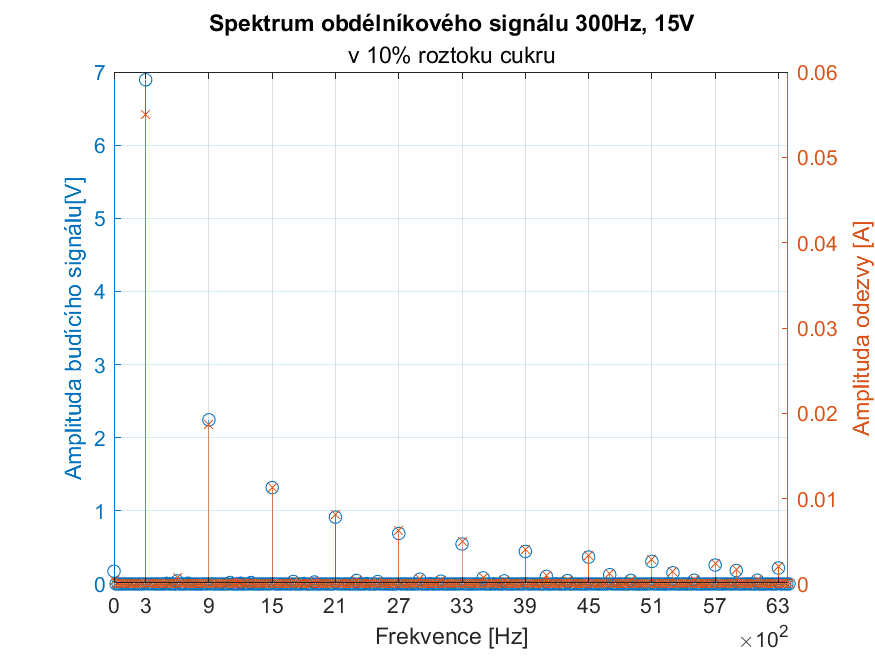 Spektrum obdélníkového signálu 300Hz, 15V
v 10% roztoku cukru
7
6
5
4
3
2
1
0
Amplituda budícího signálu[V]
0.06
0.05
0.04
0.03
0.02
0.01
0
Amplituda odezvy [A]
0 3 9 15 21 27 33 39 45 51 57 63
Frekvence [Hz]
×10²